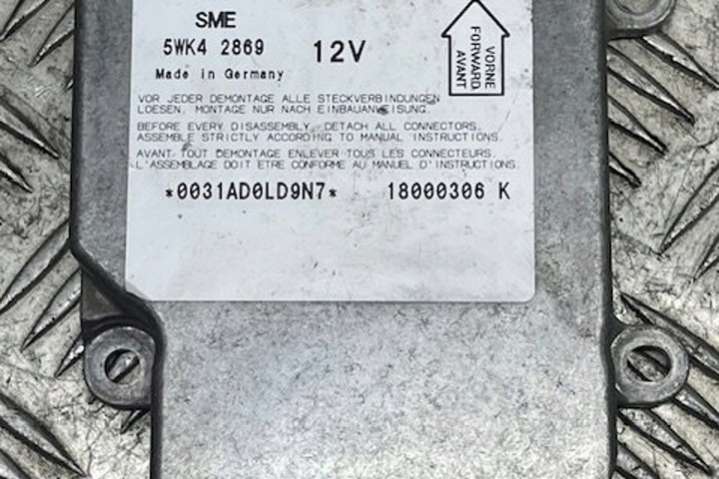 SME
5WK4 2869 12V
Made in Germany
VORNE
FORWARD
AVANT
VOR JEDER DEMONTAGE ALLE STECKVERBINDUNGEN
LOESEN, MONTAGE NUR NACH EINBAUANWEISUNG.
BEFORE EVERY DISASSEMBLY, DETACH ALL CONNECTORS.
ASSEMBLE STRICTLY ACCORDING TO MANUAL INSTRUCTIONS.
AVANT TOUT DEMONTAGE ENLEVER TOUS LES CONNECTEURS.
L'ASSEMBLAGE DOIT ETRE CONFORME AU MANUEL D'INSTRUCTIONS.
*0031AD0LD9N7* 18000306 K